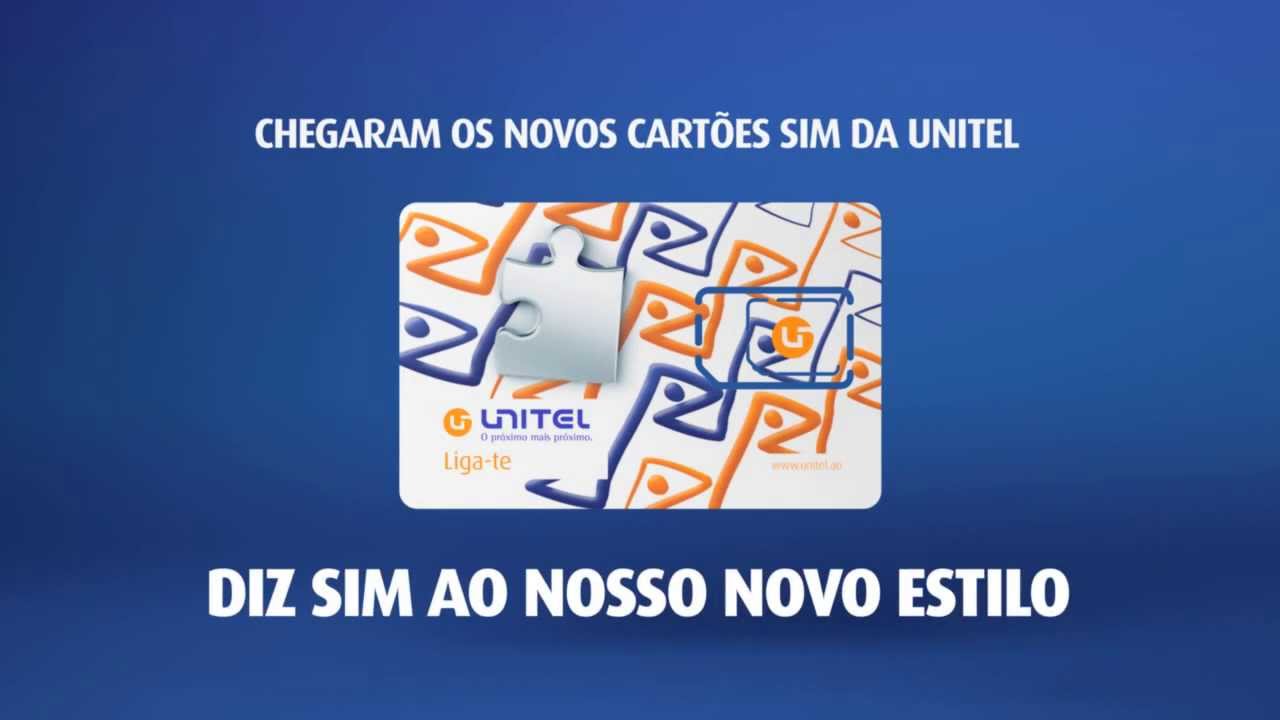 CHEGARAM OS NOVOS CARTÕES SIM DA UNITEL
UNITEL
O próximo mais próximo.
Liga-te
www.unitel.ao
DIZ SIM AO NOSSO NOVO ESTILO